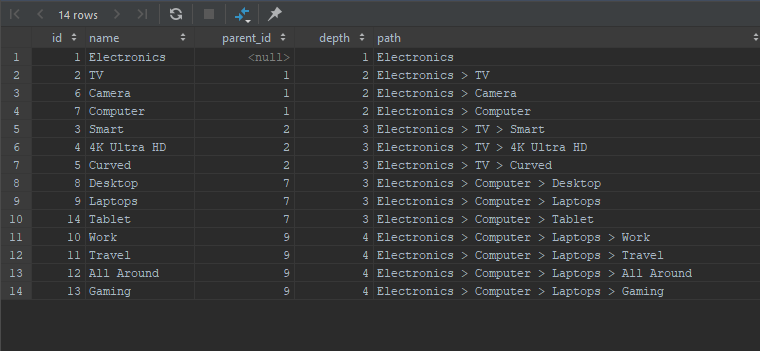 14 rows
id name parent_id depth path
1 1 Electronics <null> 1 Electronics
2 2 TV 1 2 Electronics > TV
3 6 Camera 1 2 Electronics > Camera
4 7 Computer 1 2 Electronics > Computer
5 3 Smart 2 3 Electronics > TV > Smart
6 4 4K Ultra HD 2 3 Electronics > TV > 4K Ultra HD
7 5 Curved 2 3 Electronics > TV > Curved
8 8 Desktop 7 3 Electronics > Computer > Desktop
9 9 Laptops 7 3 Electronics > Computer > Laptops
10 14 Tablet 7 3 Electronics > Computer > Tablet
11 10 Work 9 4 Electronics > Computer > Laptops > Work
12 11 Travel 9 4 Electronics > Computer > Laptops > Travel
13 12 All Around 9 4 Electronics > Computer > Laptops > All Around
14 13 Gaming 9 4 Electronics > Computer > Laptops > Gaming